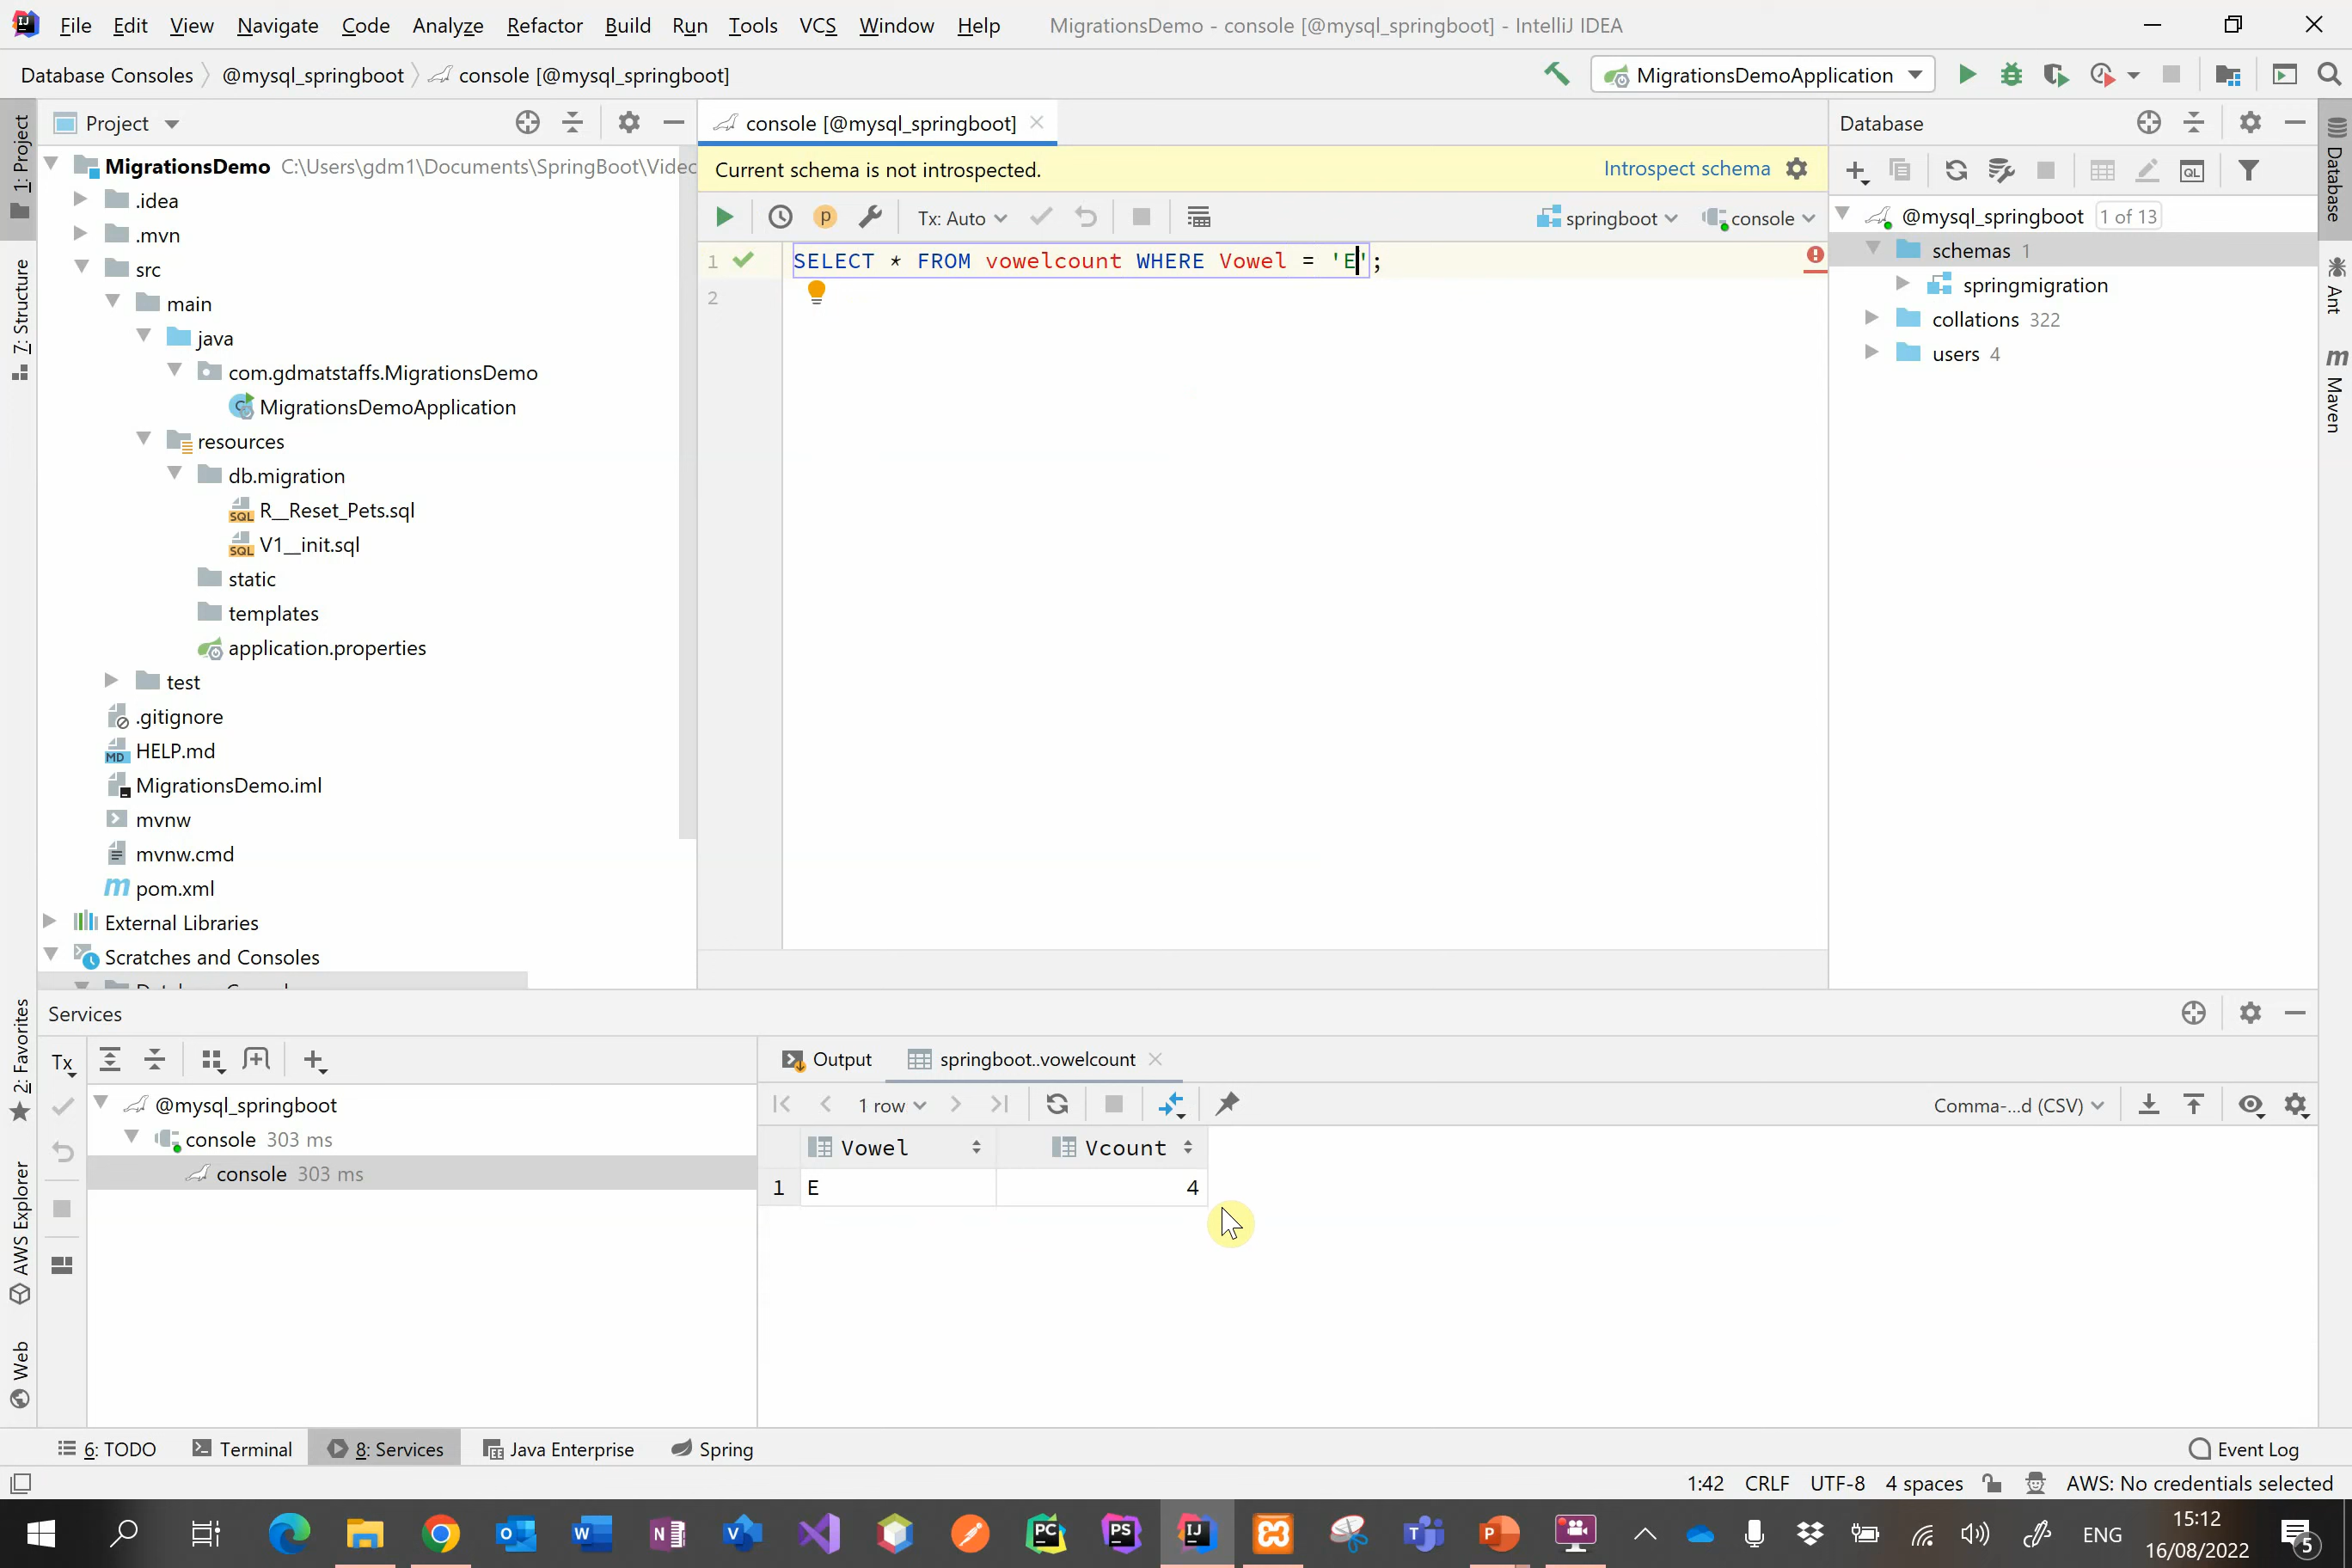 File Edit View Navigate Code Analyze Refactor Build Run Tools VCS Window Help MigrationsDemo - console [@mysql_springboot] - IntelliJ IDEA
Database Consoles @mysql_springboot console [@mysql_springboot] MigrationsDemoApplication
1: Project
7: Structure
2: Favorites
AWS Explorer
Web
Project
MigrationsDemo C:\Users\gdm1\Documents\SpringBoot\Videc
.idea
.mvn
src
main
java
com.gdmatstaffs.MigrationsDemo
MigrationsDemoApplication
resources
db.migration
R__Reset_Pets.sql
V1__init.sql
static
templates
application.properties
test
.gitignore
HELP.md
MigrationsDemo.iml
mvnw
mvnw.cmd
pom.xml
External Libraries
Scratches and Consoles
console [@mysql_springboot]
Current schema is not introspected. Introspect schema
Tx: Auto springboot console
1 SELECT * FROM vowelcount WHERE Vowel = 'E';
2
Database
@mysql_springboot 1 of 13
schemas 1
springmigration
collations 322
users 4
Database
Ant
Maven
Services
Tx
@mysql_springboot
console 303 ms
console 303 ms
Output springboot..vowelcount
1 row Comma-...d (CSV)
Vowel Vcount
1 E 4
6: TODO Terminal 8: Services Java Enterprise Spring Event Log
1:42 CRLF UTF-8 4 spaces AWS: No credentials selected
ENG 15:12
16/08/2022 5